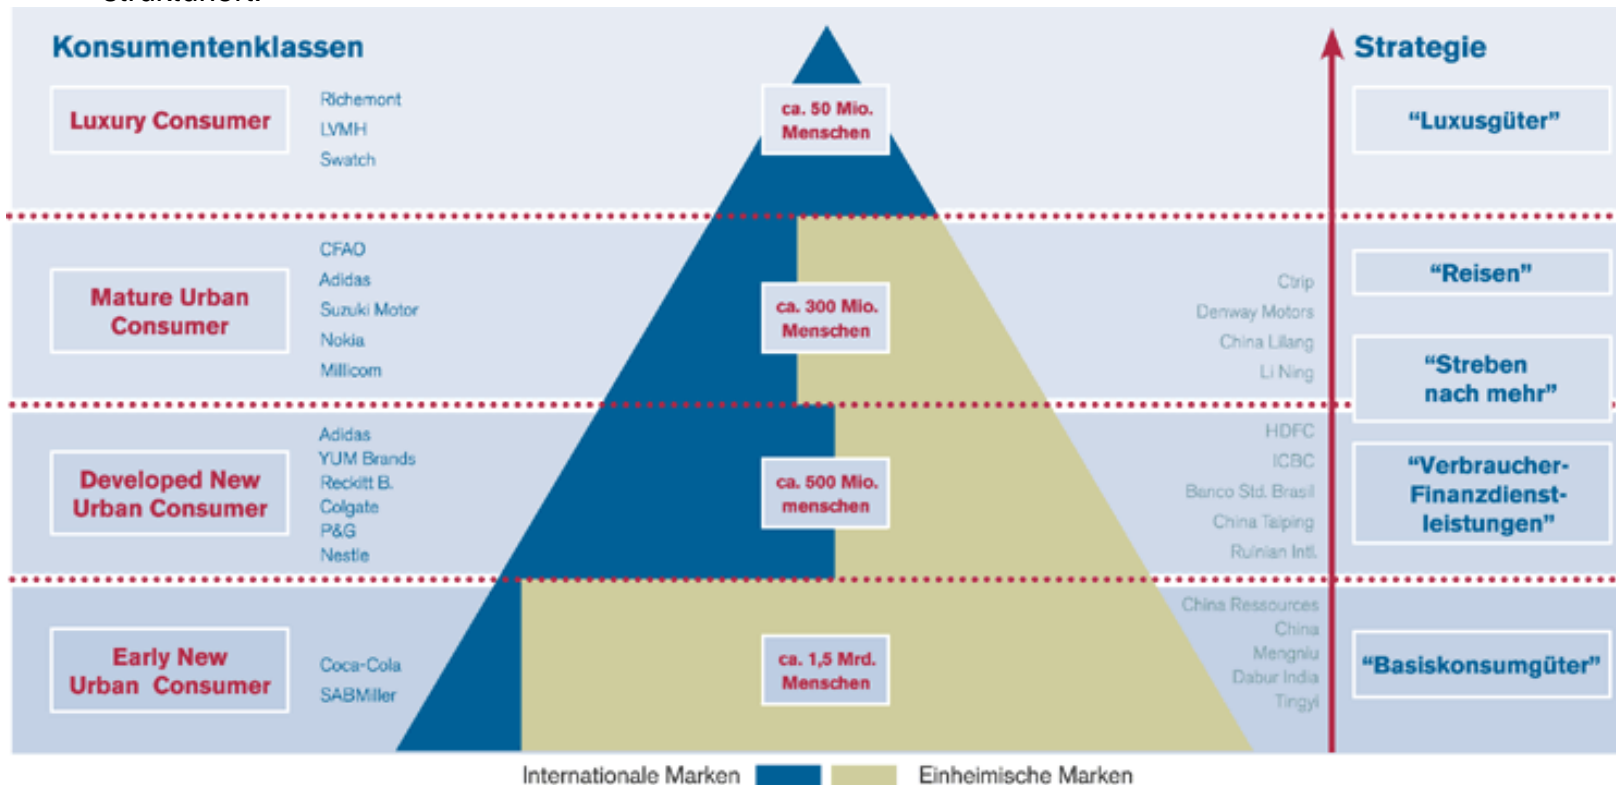 Konsumentenklassen
Strategie
Luxury Consumer
Richemont
LVMH
Swatch
ca. 50 Mio.
Menschen
“Luxusgüter”
Mature Urban
Consumer
CFAO
Adidas
Suzuki Motor
Nokia
Millicom
ca. 300 Mio.
Menschen
Ctrip
Denway Motors
China Lilang
Li Ning
“Reisen”
“Streben
nach mehr”
Developed New
Urban Consumer
Adidas
YUM Brands
Reckitt B.
Colgate
P&G
Nestle
ca. 500 Mio.
menschen
HDFC
ICBC
Banco Std. Brasil
China Taiping
Ruinian Intl.
“Verbraucher-
Finanzdienst-
leistungen”
Early New
Urban Consumer
Coca-Cola
SABMiller
ca. 1,5 Mrd.
Menschen
China Ressources
China
Mengniu
Dabur India
Tingyi
“Basiskonsumgüter”
Internationale Marken
Einheimische Marken